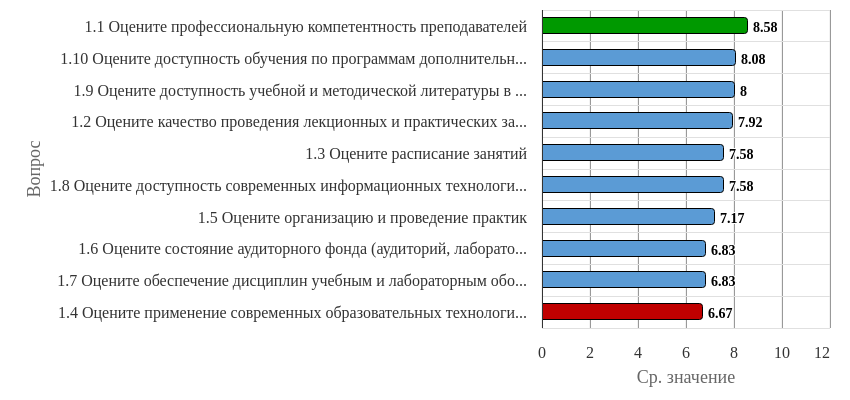 1.1 Оцените профессиональную компетентность преподавателей 8.58
1.10 Оцените доступность обучения по программам дополнительн... 8.08
1.9 Оцените доступность учебной и методической литературы в ... 8
1.2 Оцените качество проведения лекционных и практических за... 7.92
1.3 Оцените расписание занятий 7.58
1.8 Оцените доступность современных информационных технологи... 7.58
1.5 Оцените организацию и проведение практик 7.17
1.6 Оцените состояние аудиторного фонда (аудиторий, лаборато... 6.83
1.7 Оцените обеспечение дисциплин учебным и лабораторным обо... 6.83
1.4 Оцените применение современных образовательных технологи... 6.67
Вопрос
0 2 4 6 8 10 12
Ср. значение